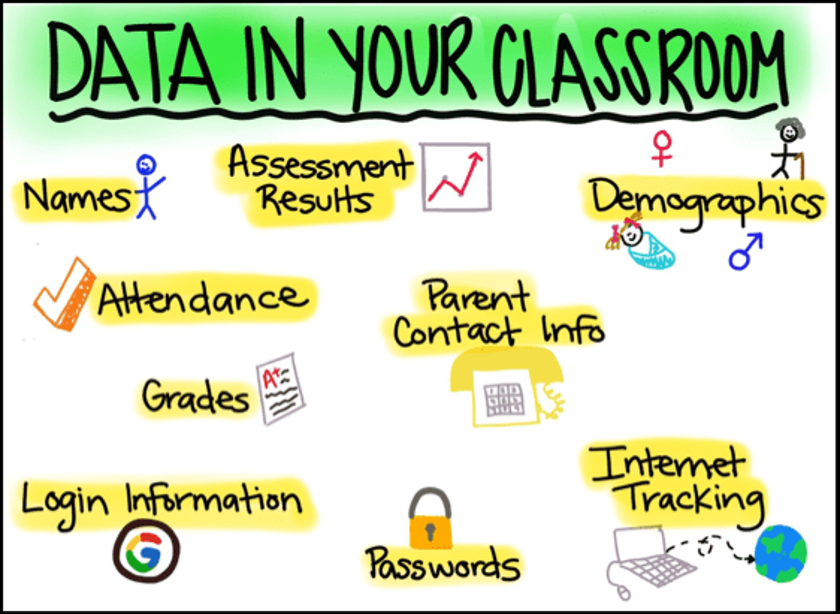 DATA IN YOUR CLASSROOM
Names
Assessment
Results
Demographics
Attendance
Parent
Contact Info
Grades
A+
Login Information
G
Passwords
Internet
Tracking